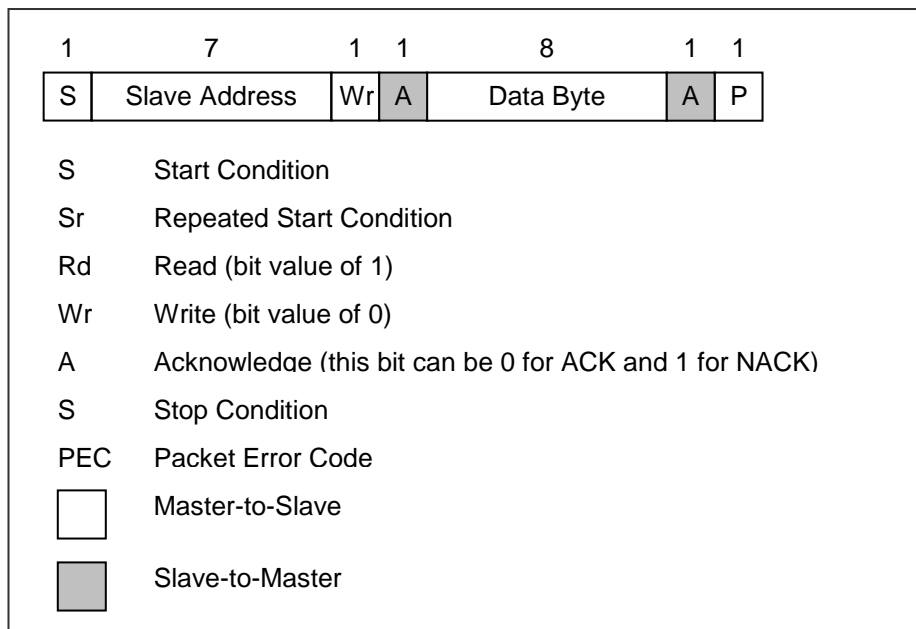 1 7 1 1 8 1 1
S Slave Address Wr A Data Byte A P
S Start Condition
Sr Repeated Start Condition
Rd Read (bit value of 1)
Wr Write (bit value of 0)
A Acknowledge (this bit can be 0 for ACK and 1 for NACK)
S Stop Condition
PEC Packet Error Code
Master-to-Slave
Slave-to-Master